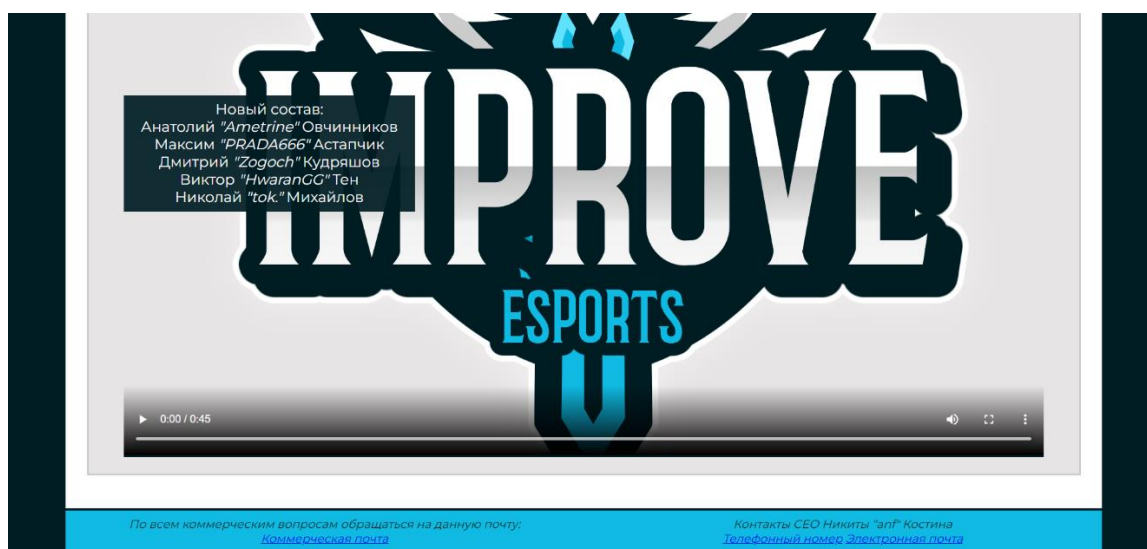 IMPROVE
Новый состав:
Анатолий "Ametrine" Овчинников
Максим "PRADA666" Астапчик
Дмитрий "Zogoch" Кудряшов
Виктор "HwaranGG" Тен
Николай "tok." Михайлов
ESPORTS
0:00 / 0:45
По всем коммерческим вопросам обращаться на данную почту:
Коммерческая почта
Контакты CEO Никиты "anf" Костина
Телефонный номер Электронная почта